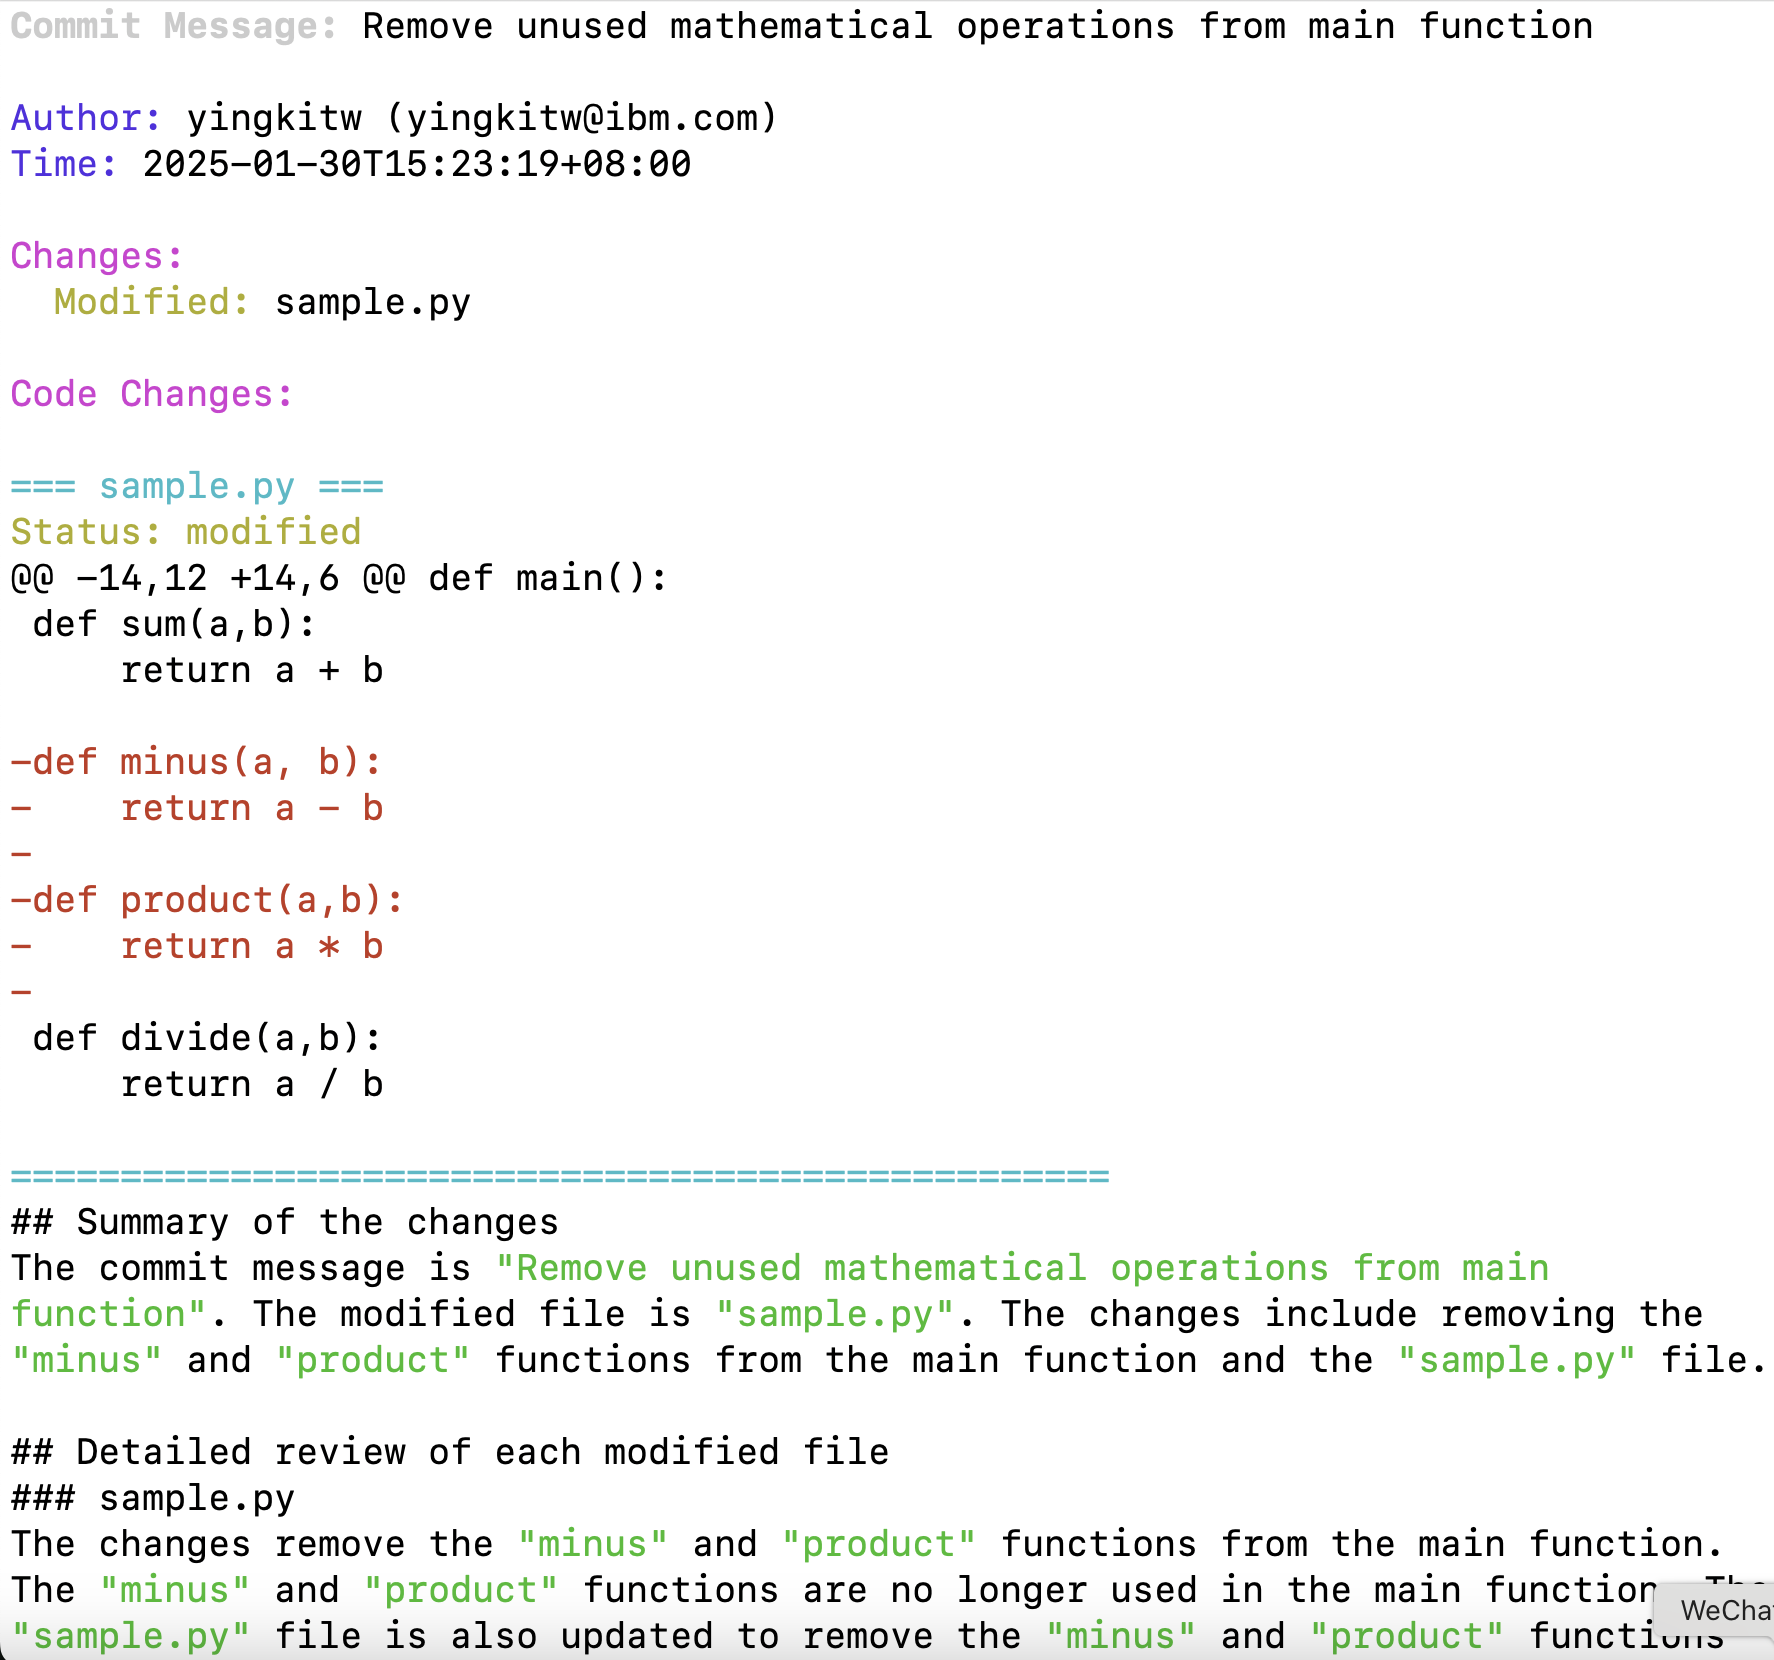 Commit Message: Remove unused mathematical operations from main function
Author: yingkitw (yingkitw@ibm.com)
Time: 2025-01-30T15:23:19+08:00
Changes:
  Modified: sample.py
Code Changes:
=== sample.py ===
Status: modified
@@ -14,12 +14,6 @@ def main():
 def sum(a,b):
     return a + b
-def minus(a, b):
-    return a - b
-
-def product(a,b):
-    return a * b
-
 def divide(a,b):
     return a / b
==================================================
## Summary of the changes
The commit message is "Remove unused mathematical operations from main
function". The modified file is "sample.py". The changes include removing the
"minus" and "product" functions from the main function and the "sample.py" file.
## Detailed review of each modified file
### sample.py
The changes remove the "minus" and "product" functions from the main function.
The "minus" and "product" functions are no longer used in the main function
"sample.py" file is also updated to remove the "minus" and "product" functions